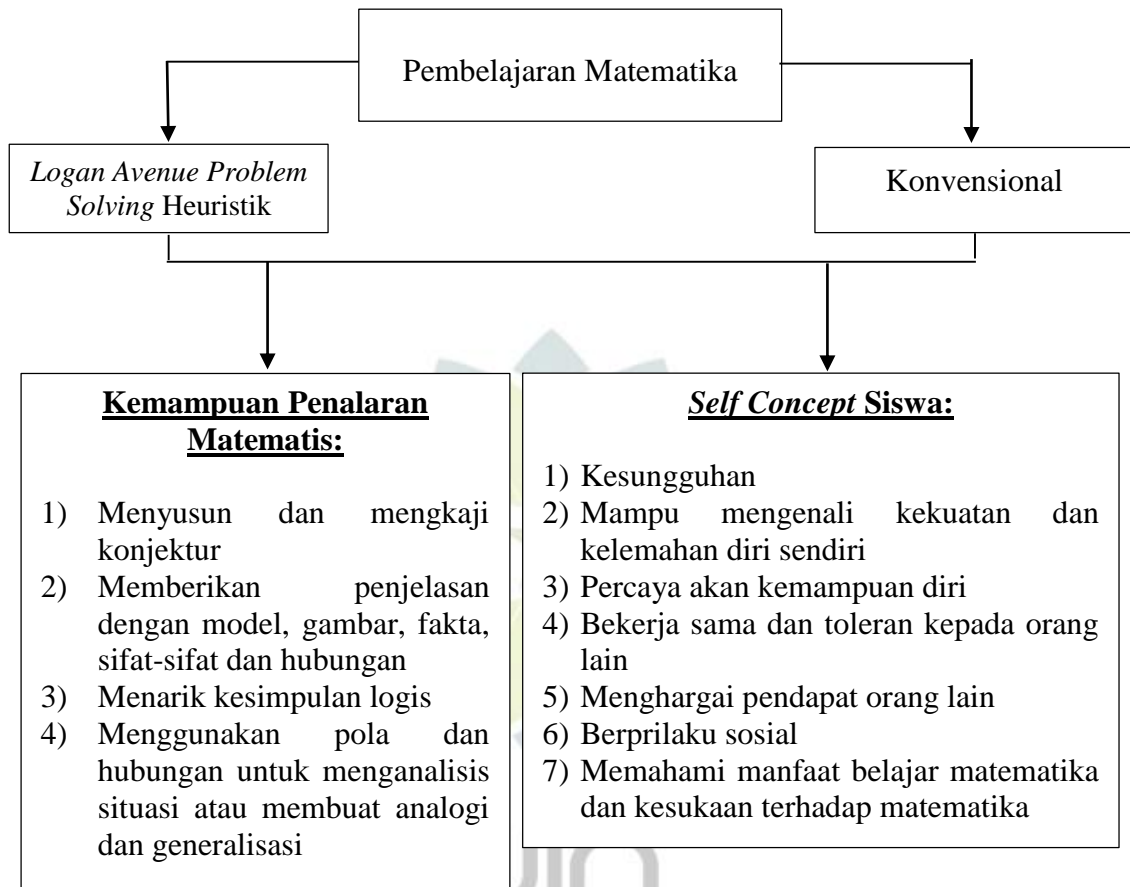 Pembelajaran Matematika
Logan Avenue Problem
Solving Heuristik
Konvensional
Kemampuan Penalaran
Matematis:
1) Menyusun dan mengkaji
konjektur
2) Memberikan penjelasan
dengan model, gambar, fakta,
sifat-sifat dan hubungan
3) Menarik kesimpulan logis
4) Menggunakan pola dan
hubungan untuk menganalisis
situasi atau membuat analogi
dan generalisasi
Self Concept Siswa:
1) Kesungguhan
2) Mampu mengenali kekuatan dan
kelemahan diri sendiri
3) Percaya akan kemampuan diri
4) Bekerja sama dan toleran kepada orang
lain
5) Menghargai pendapat orang lain
6) Berprilaku sosial
7) Memahami manfaat belajar matematika
dan kesukaan terhadap matematika